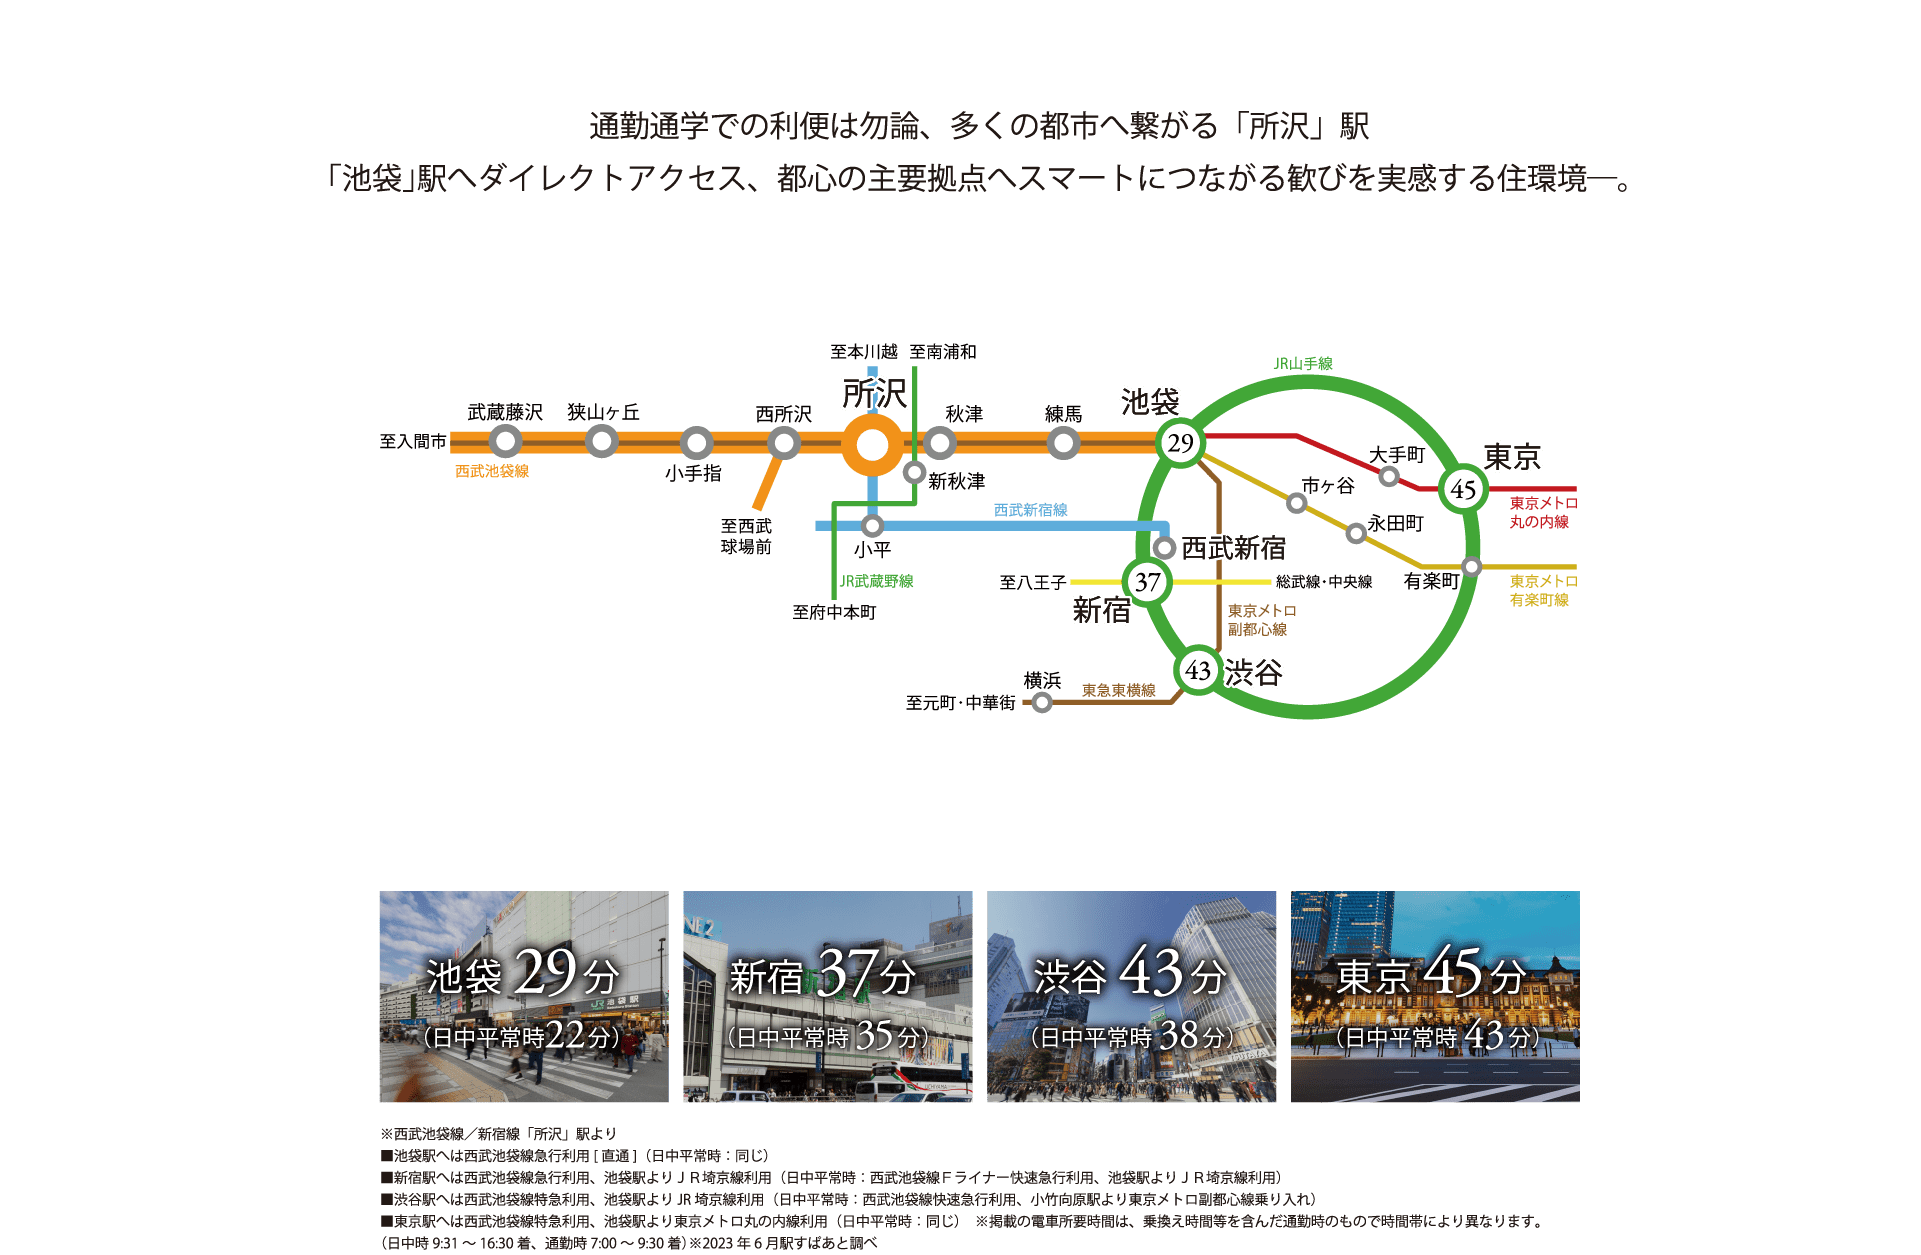 通勤通学での利便は勿論、多くの都市へ繋がる「所沢」駅
「池袋」駅へダイレクトアクセス、都心の主要拠点へスマートにつながる歓びを実感する住環境―。
至本川越
至南浦和
JR山手線
所沢
池袋
武蔵藤沢
狭山ヶ丘
西所沢
秋津
練馬
至入間市
29
大手町
東京
西武池袋線
小手指
新秋津
市ヶ谷
45
東京メトロ
丸の内線
西武新宿線
永田町
至西武
球場前
小平
西武新宿
JR武蔵野線
至八王子
37
総武線・中央線
有楽町
東京メトロ
有楽町線
至府中本町
新宿
東京メトロ
副都心線
43
渋谷
横浜
東急東横線
至元町・中華街
池袋 29分
（日中平常時22分）
JR 池袋駅
新宿 37分
（日中平常時 35分）
渋谷 43分
（日中平常時 38分）
東京 45分
（日中平常時 43分）
※西武池袋線／新宿線「所沢」駅より
■池袋駅へは西武池袋線急行利用 [ 直通 ]（日中平常時：同じ）
■新宿駅へは西武池袋線急行利用、池袋駅よりＪＲ埼京線利用（日中平常時：西武池袋線Ｆライナー快速急行利用、池袋駅よりＪＲ埼京線利用）
■渋谷駅へは西武池袋線特急利用、池袋駅より JR 埼京線利用（日中平常時：西武池袋線快速急行利用、小竹向原駅より東京メトロ副都心線乗り入れ）
■東京駅へは西武池袋線特急利用、池袋駅より東京メトロ丸の内線利用（日中平常時：同じ）　※掲載の電車所要時間は、乗換え時間等を含んだ通勤時のもので時間帯により異なります。
（日中時 9:31 ～ 16:30 着、通勤時 7:00 ～ 9:30 着）※2023 年 6 月駅すぱあと調べ